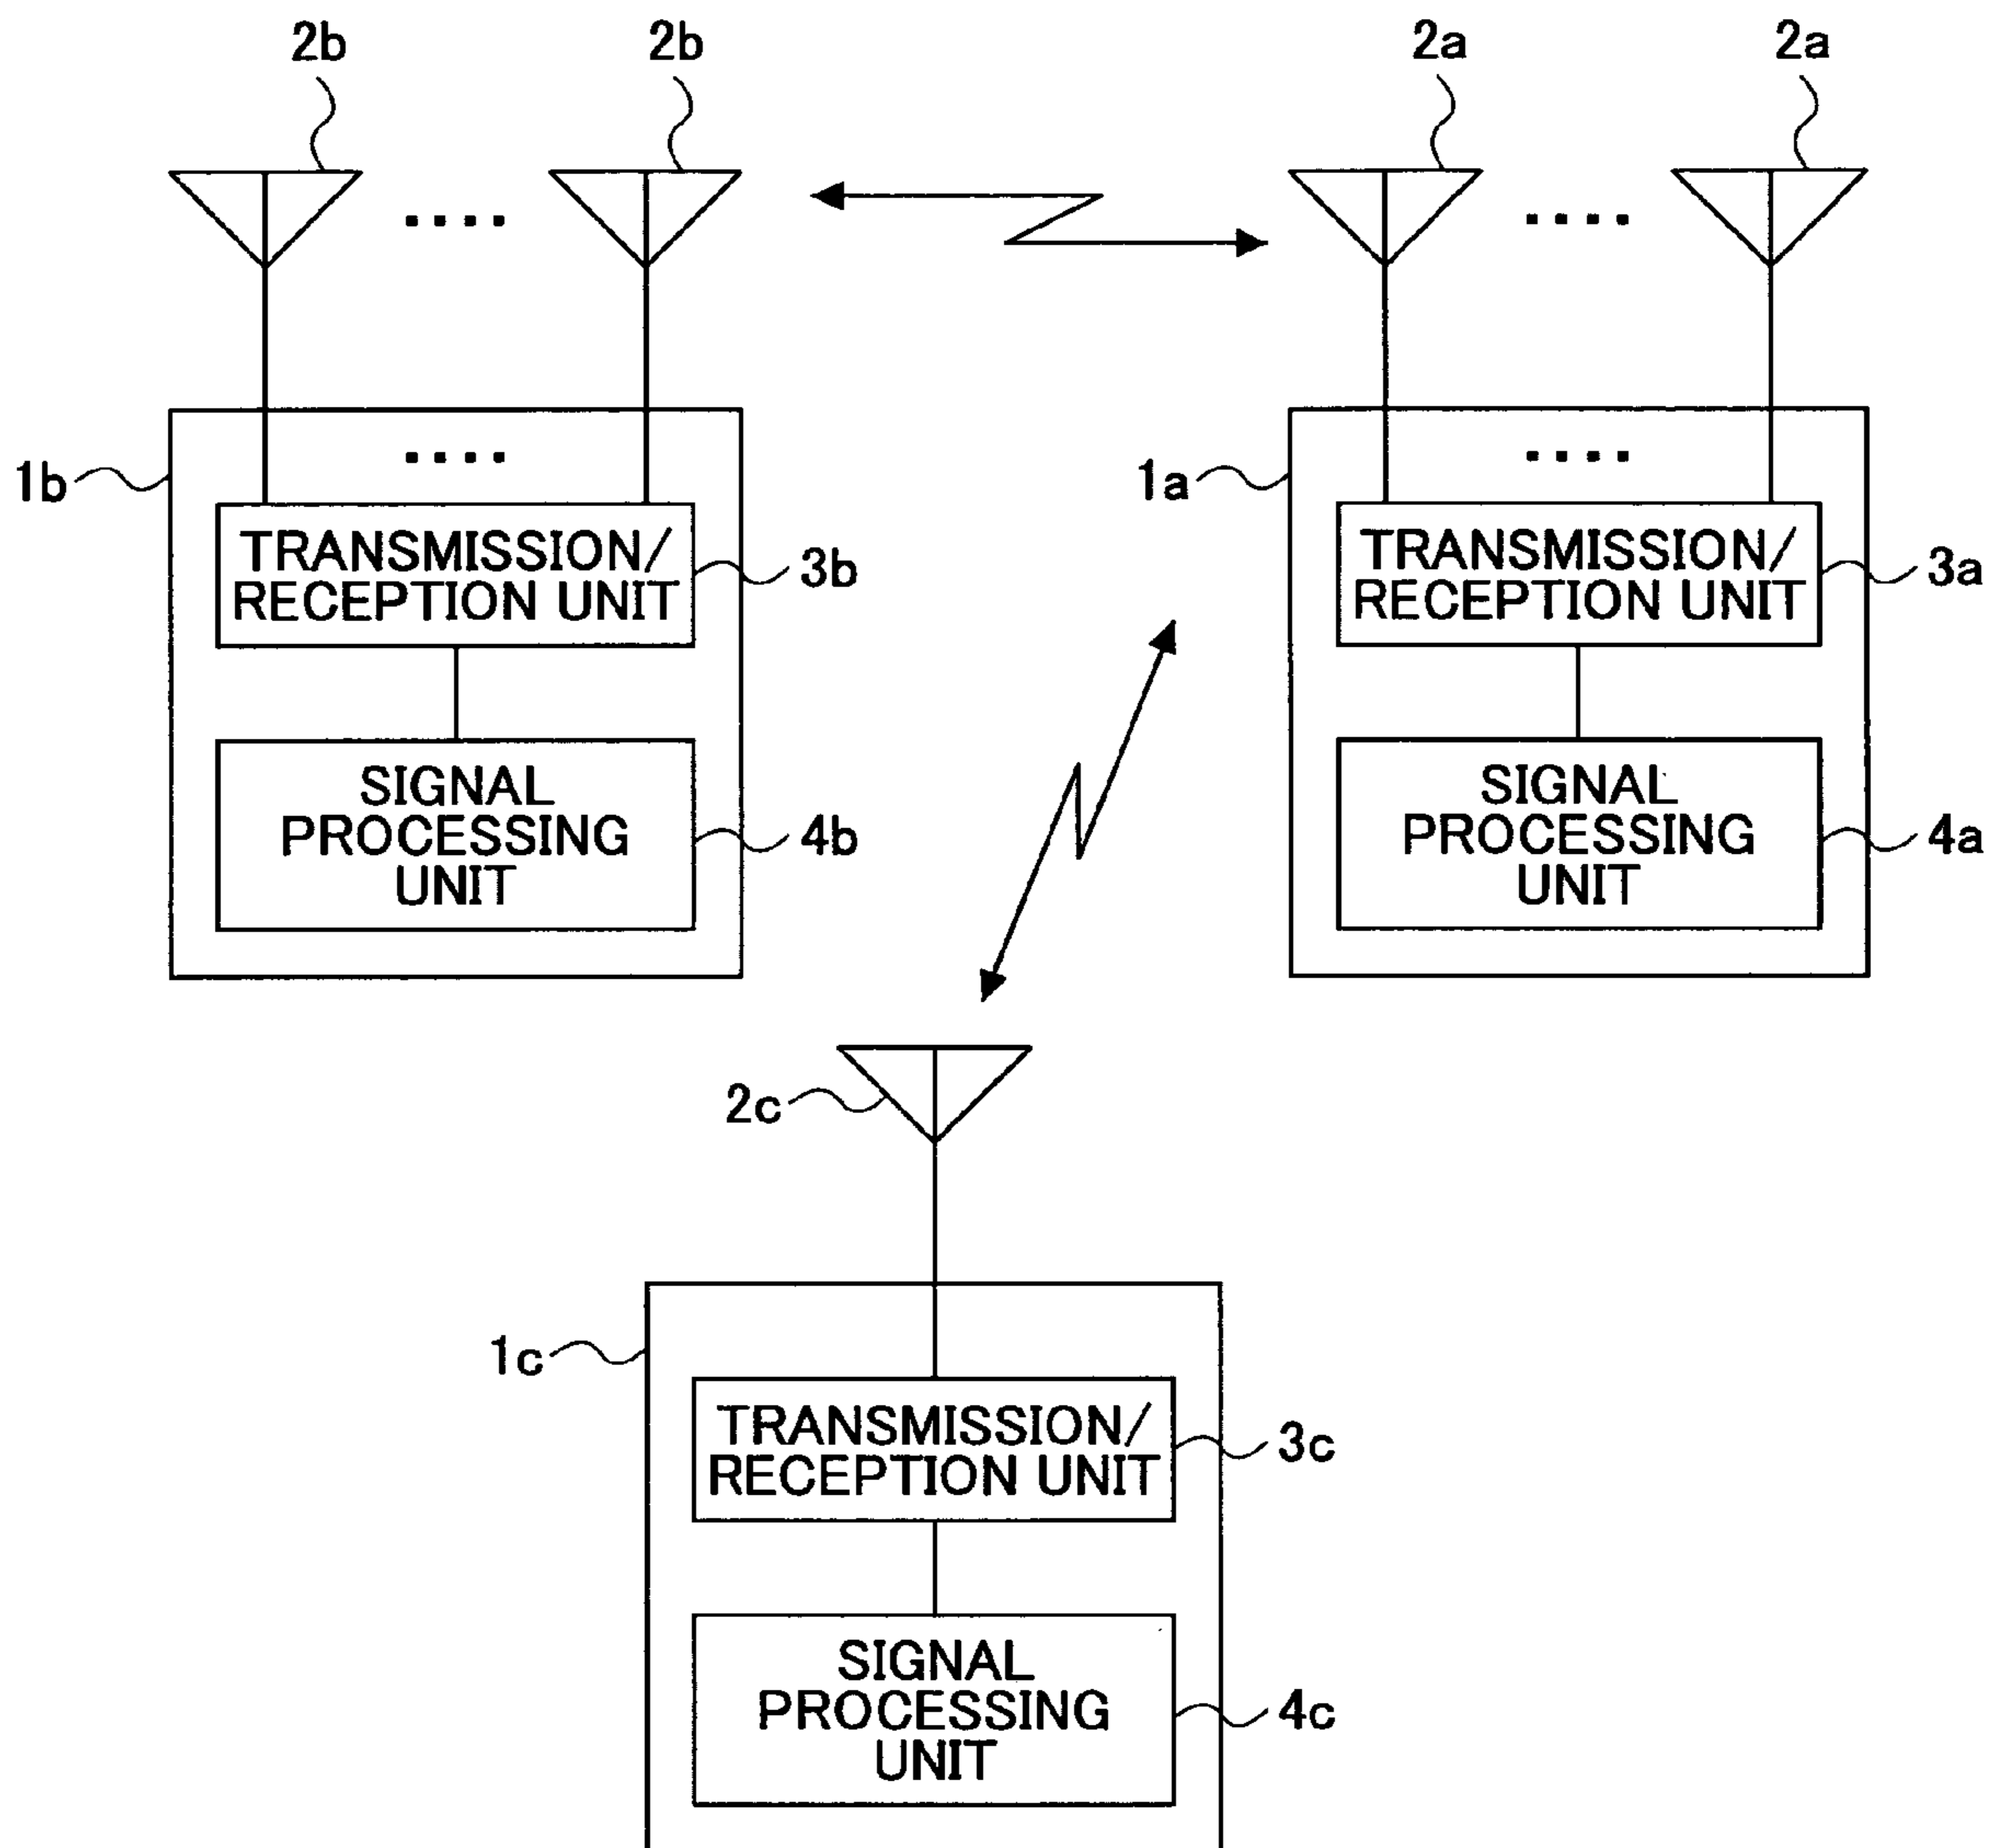 2b 2b 2a 2a
1b 1a
TRANSMISSION/
RECEPTION UNIT
3b
TRANSMISSION/
RECEPTION UNIT
3a
SIGNAL
PROCESSING
UNIT
4b
SIGNAL
PROCESSING
UNIT
4a
2c
1c
TRANSMISSION/
RECEPTION UNIT
3c
SIGNAL
PROCESSING
UNIT
4c